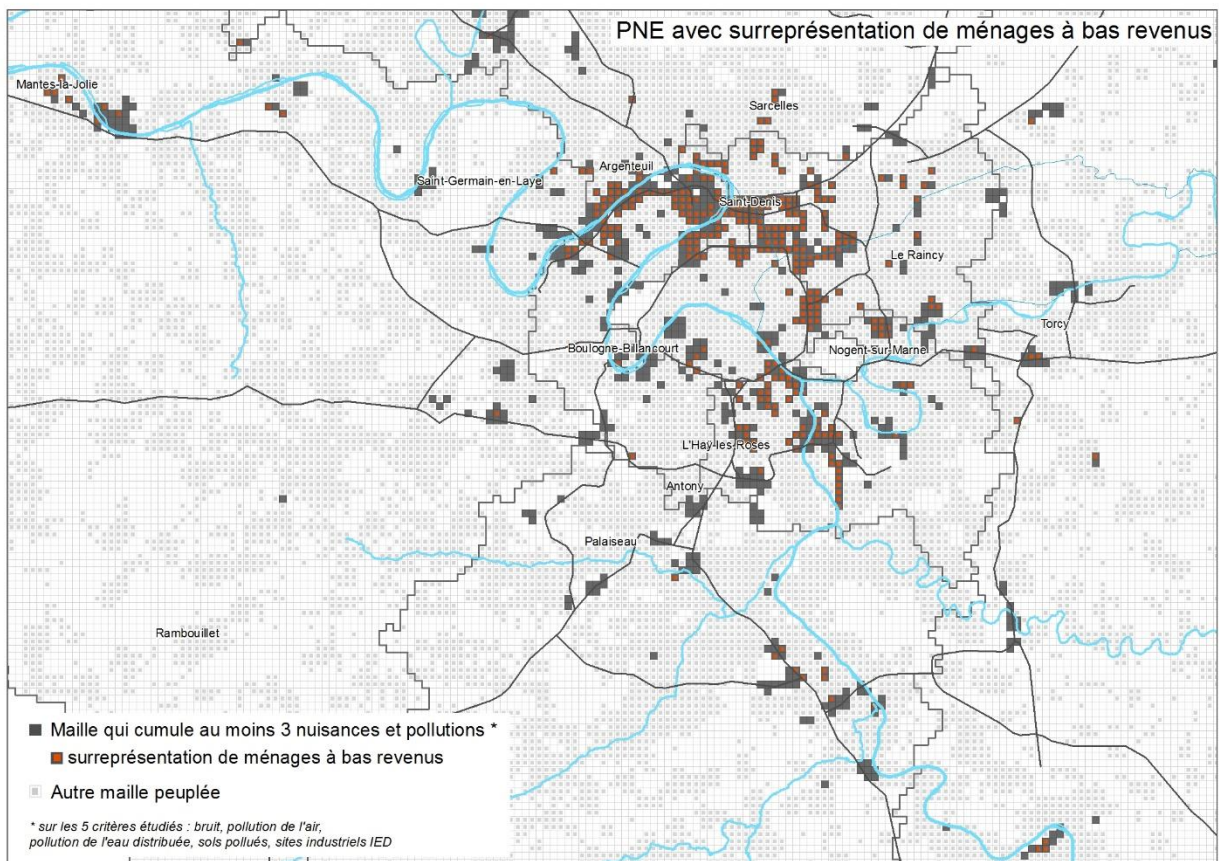 PNE avec surreprésentation de ménages à bas revenus
Mantes-la-Jolie
Sarcelles
Argenteuil
Saint-Germain-en-Laye
Saint-Denis
Le Raincy
Torcy
Boulogne-Billancourt
Nogent-sur-Marne
L'Haÿ-les-Roses
Antony
Palaiseau
Rambouillet
Maille qui cumule au moins 3 nuisances et pollutions *
surreprésentation de ménages à bas revenus
Autre maille peuplée
* sur les 5 critères étudiés : bruit, pollution de l'air,
pollution de l'eau distribuée, sols pollués, sites industriels IED